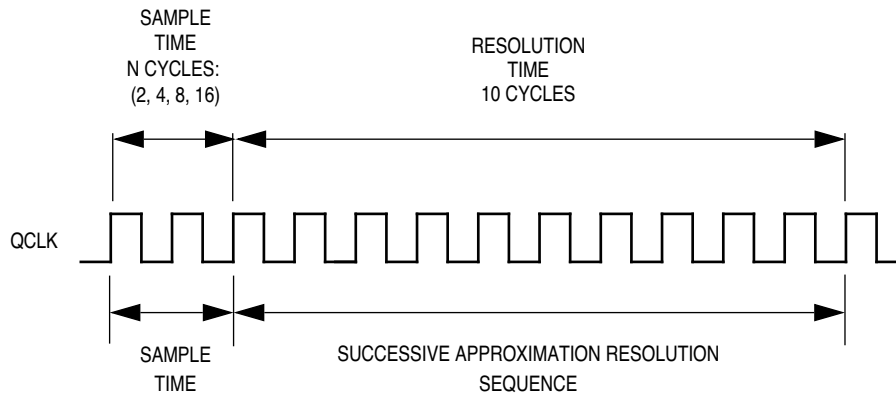 SAMPLE
TIME
N CYCLES:
(2, 4, 8, 16)
RESOLUTION
TIME
10 CYCLES
QCLK
SAMPLE
TIME
SUCCESSIVE APPROXIMATION RESOLUTION
SEQUENCE